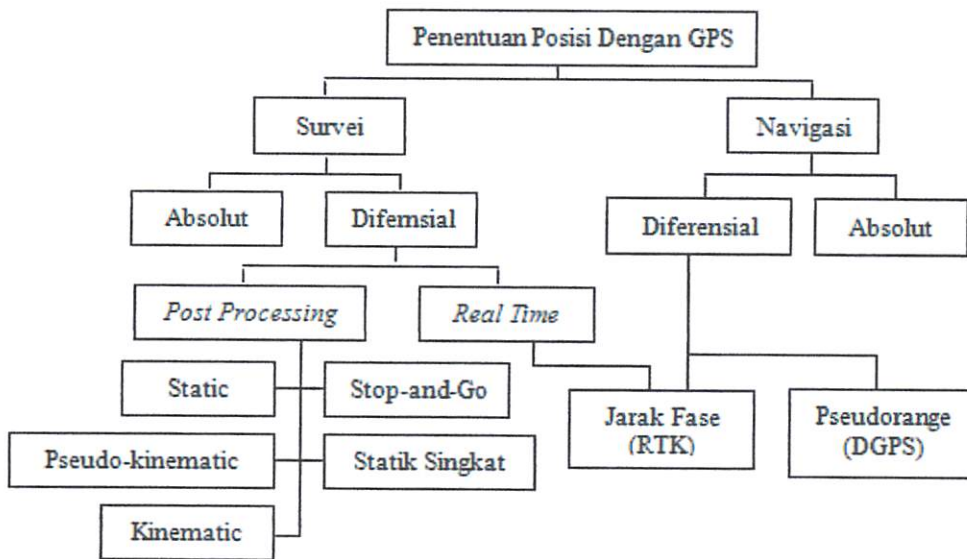 Penentuan Posisi Dengan GPS
Survei
Navigasi
Absolut
Difemsial
Diferensial
Absolut
Post Processing
Real Time
Static
Stop-and-Go
Jarak Fase
(RTK)
Pseudorange
(DGPS)
Pseudo-kinematic
Statik Singkat
Kinematic